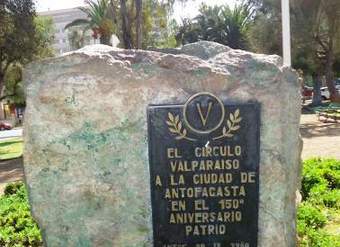 V
EL CIRCULO
VALPARAISO
A LA CIUDAD DE
ANTOFAGASTA
EN EL 150°
ANIVERSARIO
PATRIO